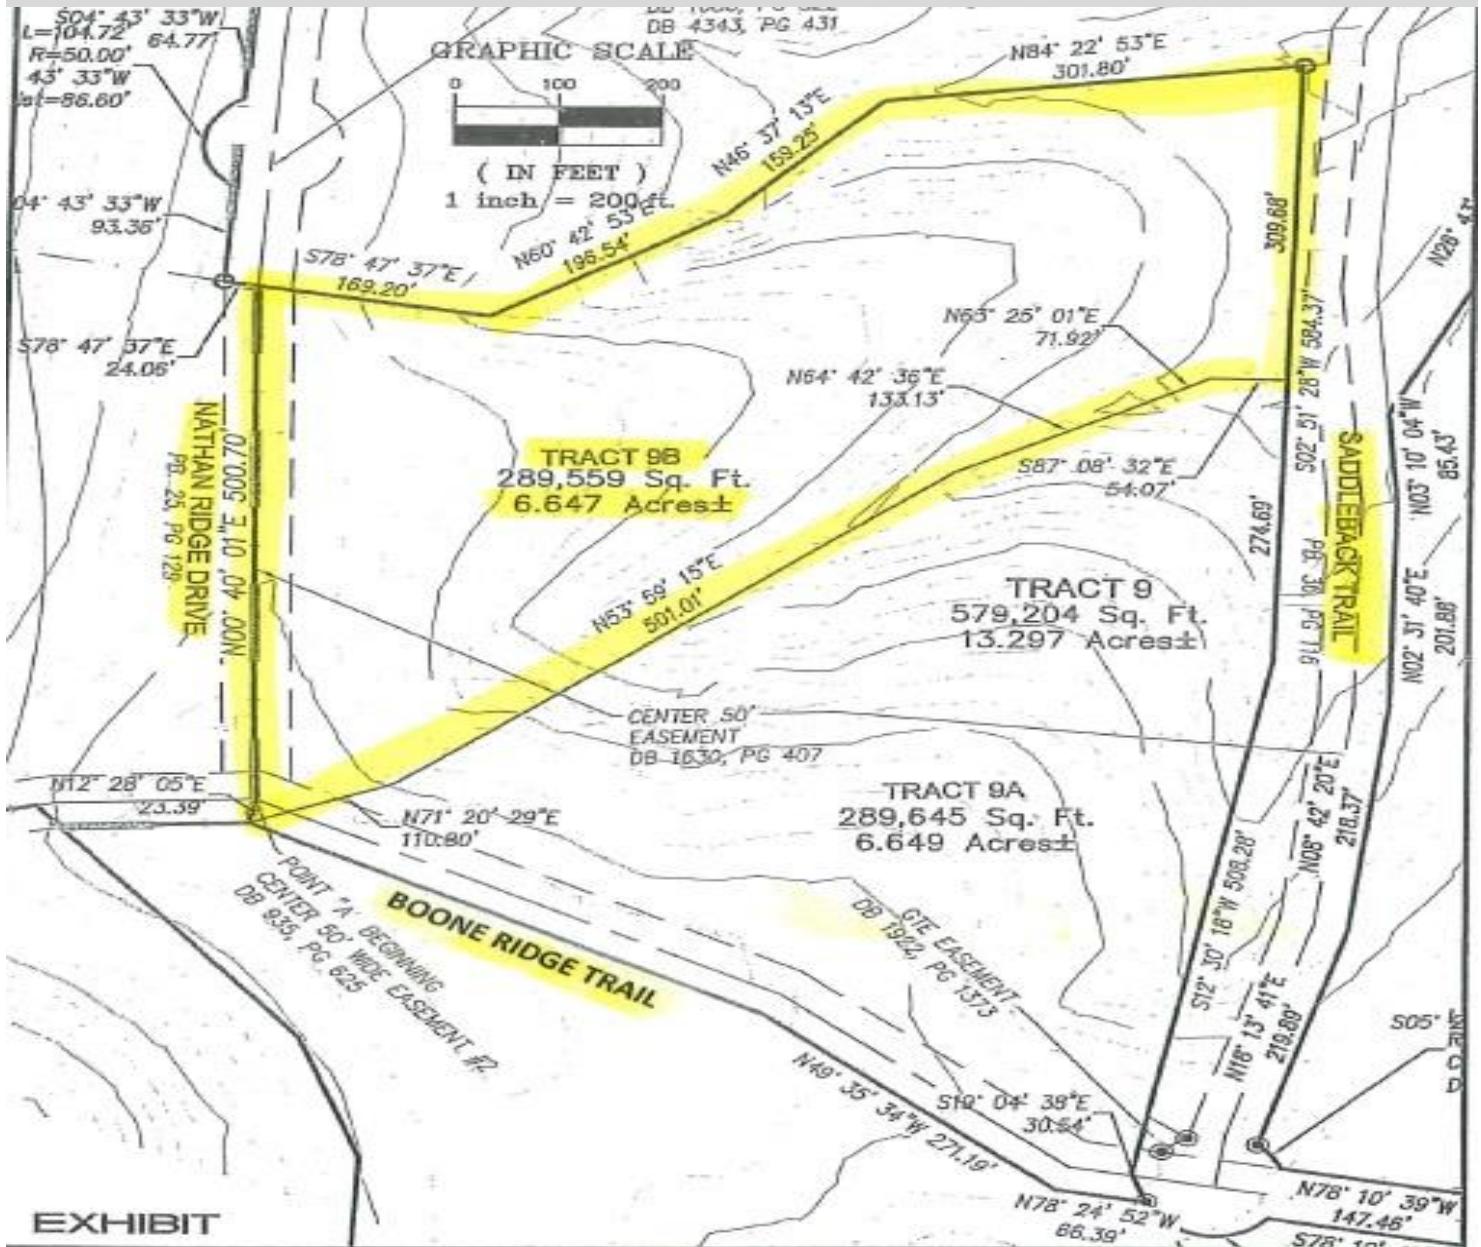 S04° 43' 33"W
64.77'
L=104.72'
R=50.00'
43' 33"W
st=86.60'
DB 4343, PG 431
GRAPHIC SCALE
0 100 200
( IN FEET )
1 inch = 200 ft.
N84° 22' 53"E
301.80'
N46° 37' 13"E
159.25'
N60° 42' 53"E
196.54'
04° 43' 33"W
93.36'
S78° 47' 37"E
169.20'
S78° 47' 37"E
24.06'
309.68'
N63° 25' 01"E
71.92'
N64° 42' 36"E
133.13'
S87° 08' 32"E
54.07'
S02° 51' 28"W 584.37'
274.69'
NATHAN RIDGE DRIVE
PB 25, PG 129
N00° 40' 01"E 500.70'
TRACT 9B
289,559 Sq. Ft.
6.647 Acres±
N53° 59' 15"E
501.01'
TRACT 9
579,204 Sq. Ft.
13.297 Acres±
SADDLEBACK TRAIL
PB 36, PG 116
N03° 10' 04"W
85.43'
N02° 31' 40"E
201.88'
CENTER 50'
EASEMENT
DB 1630, PG 407
N12° 28' 05"E
23.39'
N71° 20' 29"E
110.80'
TRACT 9A
289,645 Sq. Ft.
6.649 Acres±
N08° 42' 20"E
218.37'
S12° 30' 16"W 508.28'
POINT "A" BEGINNING
CENTER 50' WIDE EASEMENT #2
DB 935, PG 625
BOONE RIDGE TRAIL
GTE EASEMENT
DB 1922, PG 1373
N16° 13' 41"E
219.89'
S05°
N49° 35' 34"W 271.19'
S19° 04' 38"E
30.54'
N78° 24' 52"W
66.39'
N78° 10' 39"W
147.46'
EXHIBIT